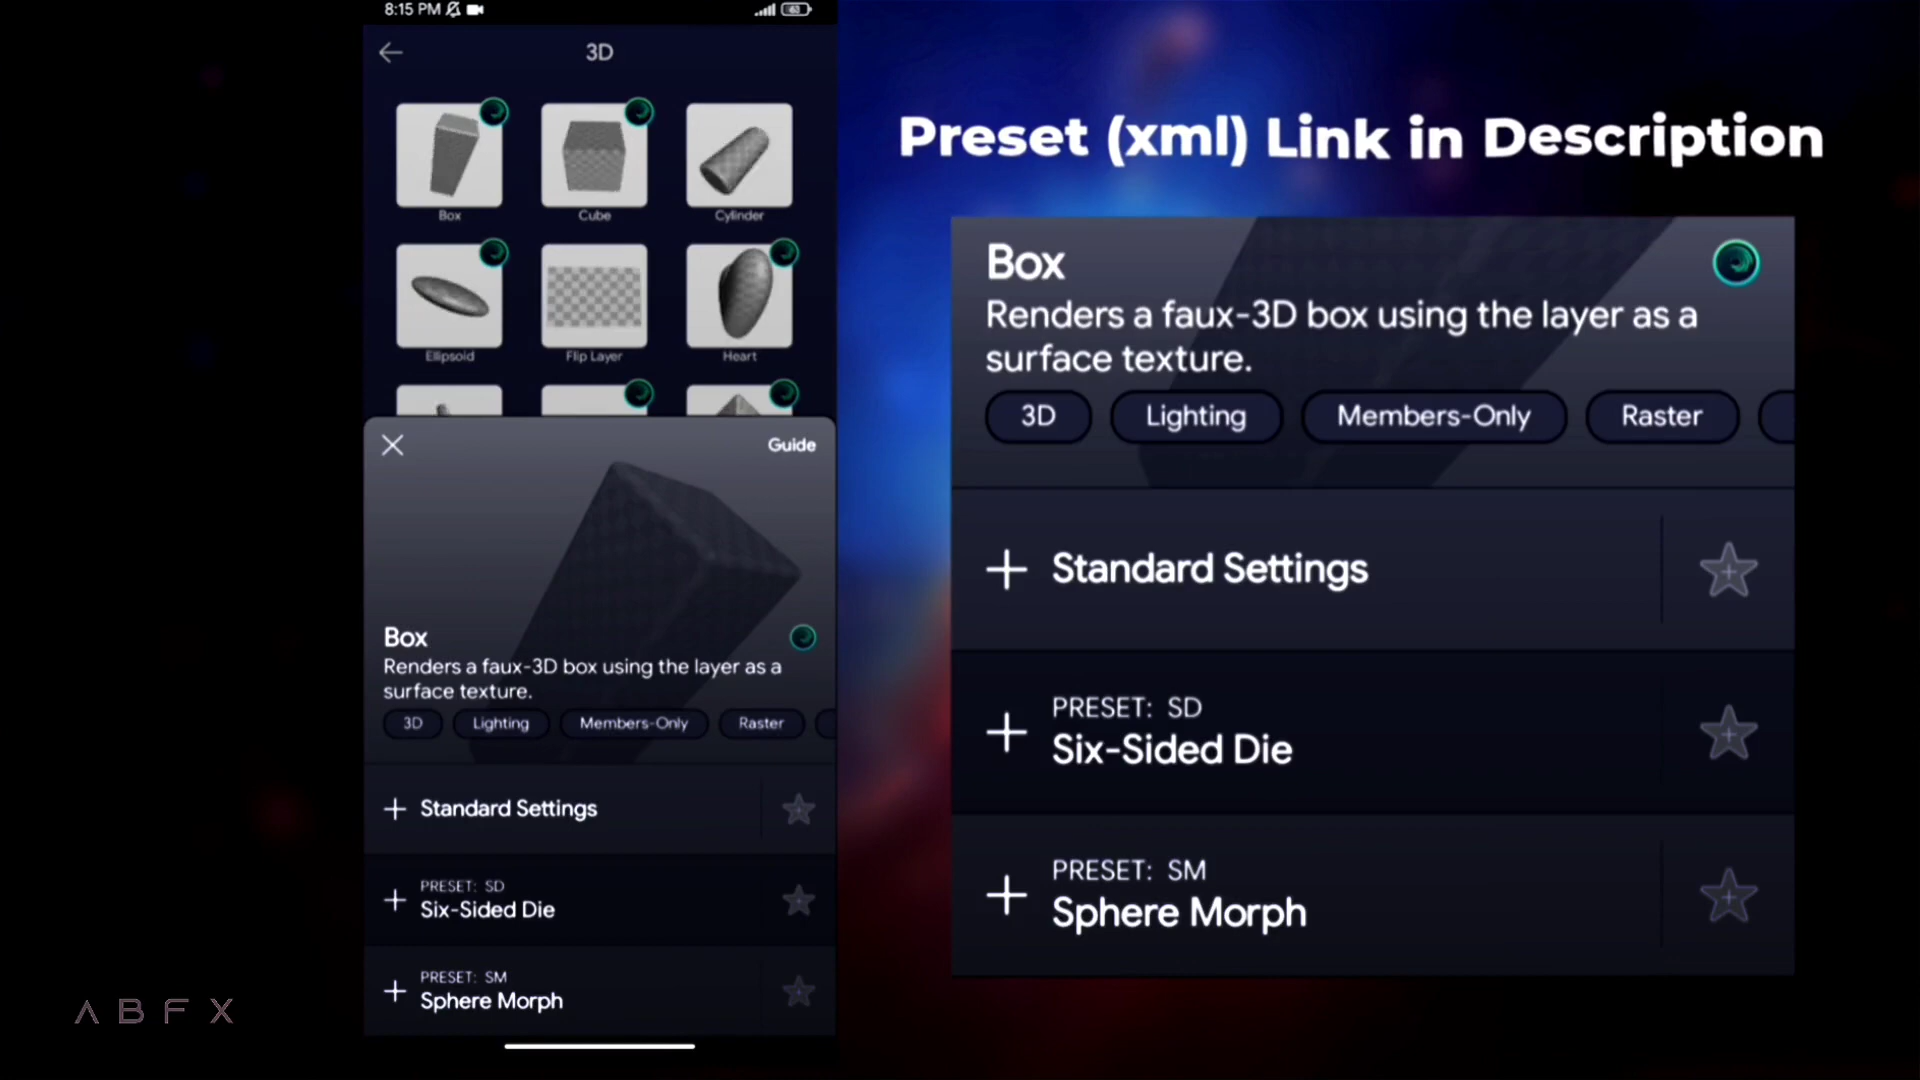 8:15 PM
63
3D
Box
Cube
Cylinder
Ellipsoid
Flip Layer
Heart
Guide
Box
Renders a faux-3D box using the layer as a
surface texture.
3D
Lighting
Members-Only
Raster
Standard Settings
PRESET: SD
Six-Sided Die
PRESET: SM
Sphere Morph
Preset (xml) Link in Description
Box
Renders a faux-3D box using the layer as a
surface texture.
3D
Lighting
Members-Only
Raster
Standard Settings
PRESET: SD
Six-Sided Die
PRESET: SM
Sphere Morph
ABFX